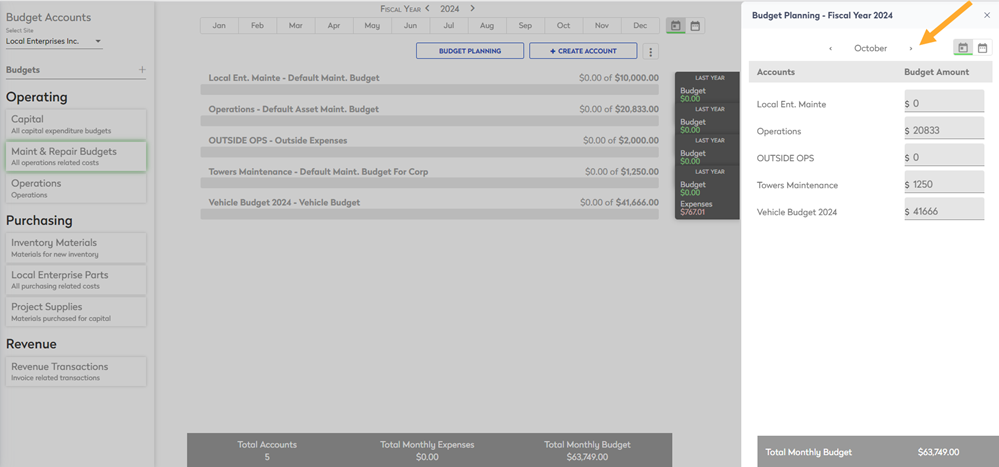 Budget Accounts
Select Site
Local Enterprises Inc.
Budgets +
Operating
Capital
All capital expenditure budgets
Maint & Repair Budgets
All operations related costs
Operations
Operations
Purchasing
Inventory Materials
Materials for new inventory
Local Enterprise Parts
All purchasing related costs
Project Supplies
Materials purchased for capital
Revenue
Revenue Transactions
Invoice related transactions
Fiscal Year < 2024 >
Jan Feb Mar Apr May Jun Jul Aug Sep Oct Nov Dec
BUDGET PLANNING + CREATE ACCOUNT
Local Ent. Mainte - Default Maint. Budget $0.00 of $10,000.00
Operations - Default Asset Maint. Budget $0.00 of $20,833.00
OUTSIDE OPS - Outside Expenses $0.00 of $2,000.00
Towers Maintenance - Default Maint. Budget For Corp $0.00 of $1,250.00
Vehicle Budget 2024 - Vehicle Budget $0.00 of $41,666.00
LAST YEAR
Budget
$0.00
LAST YEAR
Budget
$0.00
LAST YEAR
Budget
$0.00
LAST YEAR
Budget
$0.00
Expenses
$767.01
Total Accounts Total Monthly Expenses Total Monthly Budget
5 $0.00 $63,749.00
Budget Planning - Fiscal Year 2024 ×
< October >
Accounts Budget Amount
Local Ent. Mainte $ 0
Operations $ 20833
OUTSIDE OPS $ 0
Towers Maintenance $ 1250
Vehicle Budget 2024 $ 41666
Total Monthly Budget $63,749.00